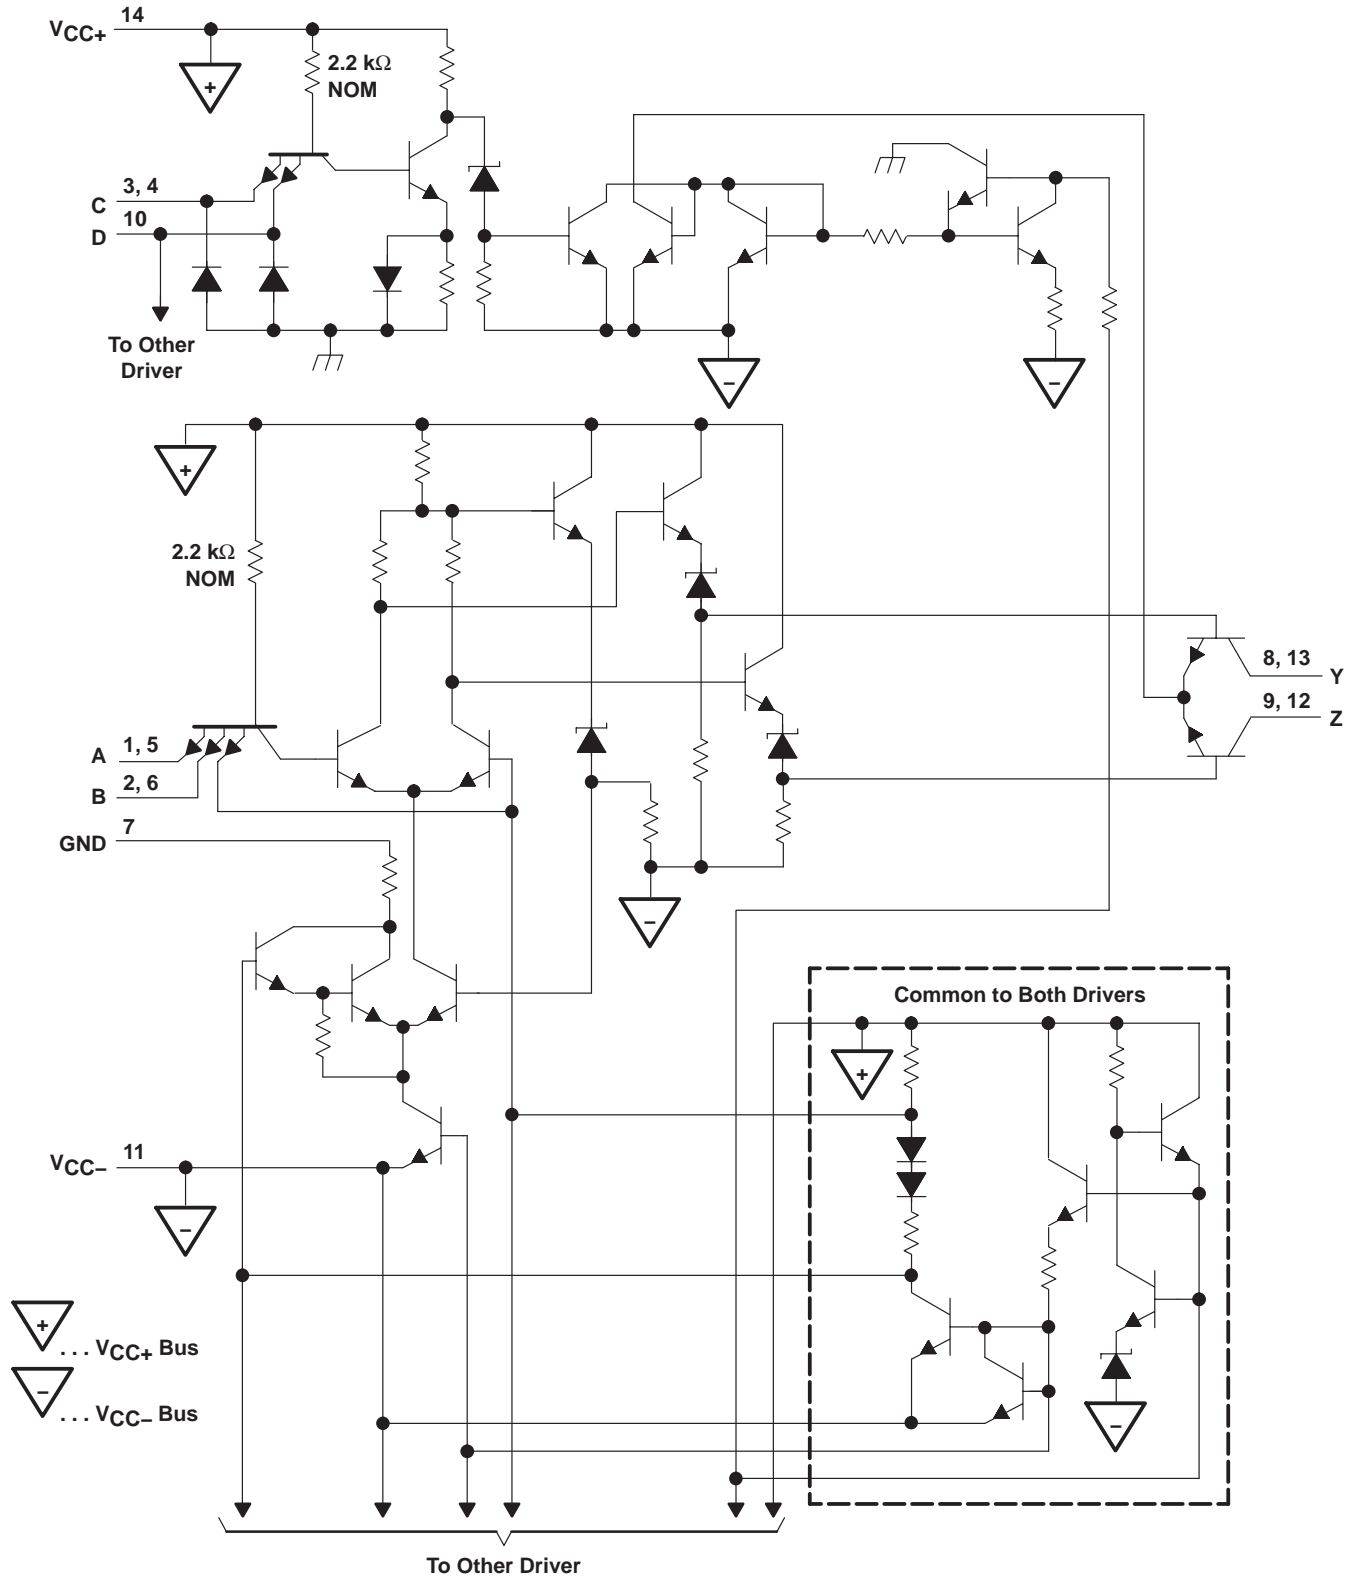 14
VCC+
2.2 kΩ
NOM
+
3, 4
C
10
D
To Other
Driver
−
−
+
2.2 kΩ
NOM
8, 13
Y
9, 12
Z
1, 5
A
2, 6
B
7
GND
−
Common to Both Drivers
+
11
VCC−
−
+
. . . VCC+ Bus
−
. . . VCC− Bus
−
To Other Driver